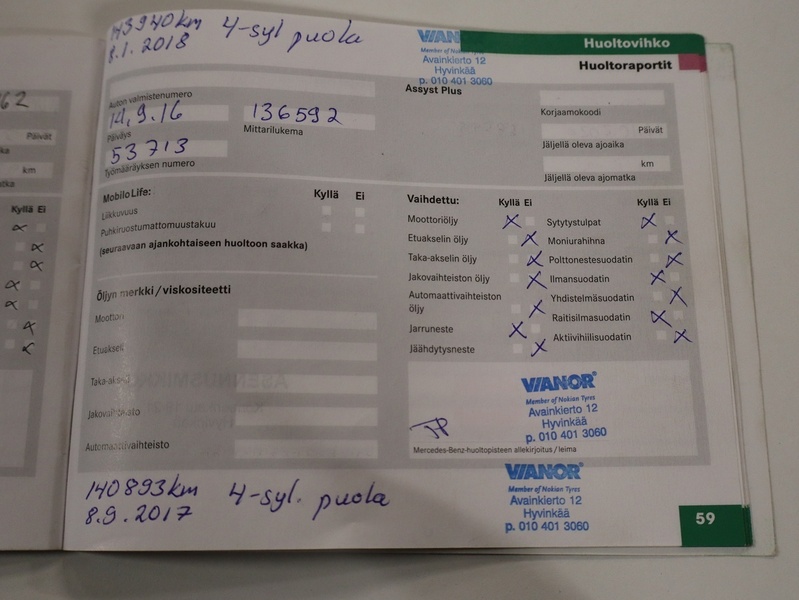 143940km 4-syl puola
8.1.2018
VIANOR
Member of Nokian
Avainkierto 12
Hyvinkää
p. 010 401 3060
Huoltovihko
Huoltoraportit
Auton valmistenumero
14.9.16 136592
Päiväys Mittarilukema
53713
Työmääräyksen numero
Assyst Plus
Korjaamokoodi
Päivät
Jäljellä oleva ajoaika
km
Jäljellä oleva ajomatka
62
Päivät
km
Kyllä Ei
MobiloLife: Kyllä Ei
Liikkuvuus
Puhkiruostumattomuustakuu
(seuraavaan ajankohtaiseen huoltoon saakka)
Öljyn merkki/viskositeetti
Moottori
Etuakseli
Taka-akseli
Jakovaihteisto
Automaattivaihteisto
Vaihdettu: Kyllä Ei Kyllä Ei
Moottoriöljy X Sytytystulpat X
Etuakselin öljy X Moniurahihna X
Taka-akselin öljy X Polttonestesuodatin X
Jakovaihteiston öljy X Ilmansuodatin X
Automaattivaihteiston öljy X Yhdistelmäsuodatin X
Jarruneste X Raitisilmasuodatin X
Jäähdytysneste X Aktiivihiilisuodatin X
VIANOR
Member of Nokian Tyres
Avainkierto 12
Hyvinkää
p. 010 401 3060
Mercedes-Benz-huoltopisteen allekirjoitus / leima
140893km 4-syl. puola
8.9.2017
VIANOR
Member of Nokian Tyres
Avainkierto 12
Hyvinkää
p. 010 401 3060
59